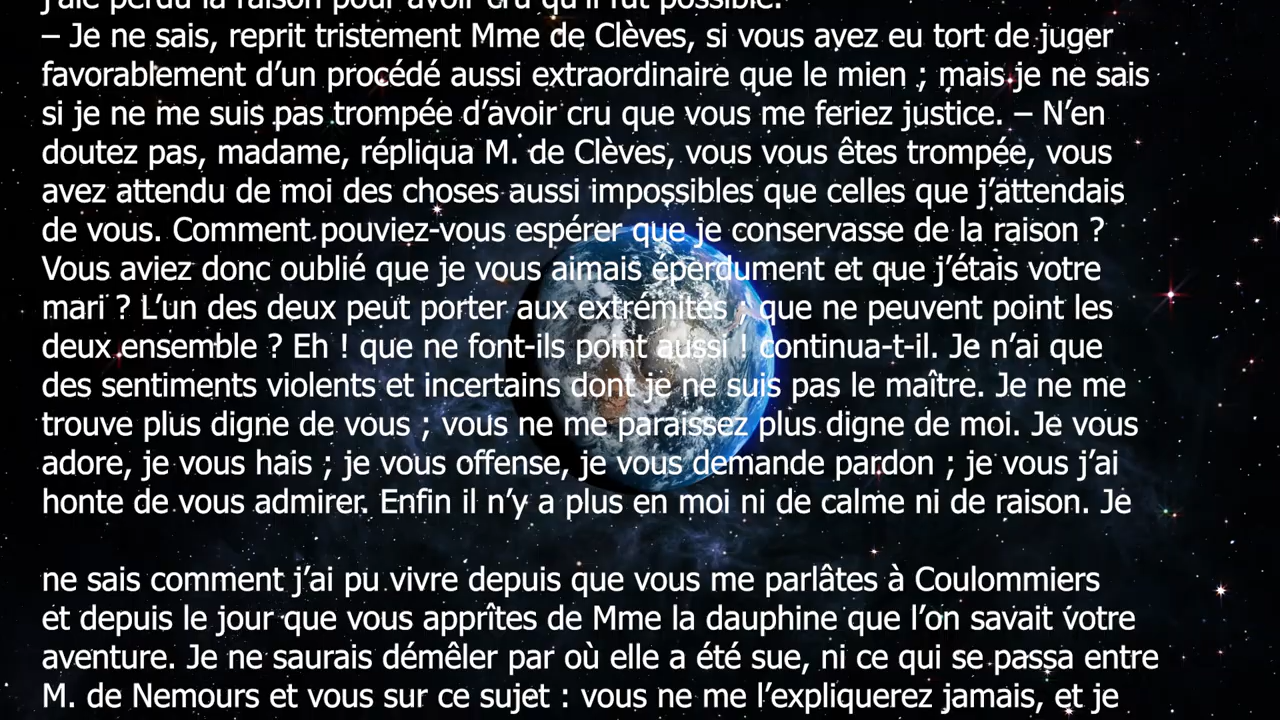 j'aie perdu la raison pour avoir cru qu'il fût possible.
– Je ne sais, reprit tristement Mme de Clèves, si vous avez eu tort de juger
favorablement d’un procédé aussi extraordinaire que le mien ; mais je ne sais
si je ne me suis pas trompée d’avoir cru que vous me feriez justice. – N’en
doutez pas, madame, répliqua M. de Clèves, vous vous êtes trompée, vous
avez attendu de moi des choses aussi impossibles que celles que j’attendais
de vous. Comment pouviez-vous espérer que je conservasse de la raison ?
Vous aviez donc oublié que je vous aimais éperdument et que j’étais votre
mari ? L’un des deux peut porter aux extrémités : que ne peuvent point les
deux ensemble ? Eh ! que ne font-ils point aussi ! continua-t-il. Je n’ai que
des sentiments violents et incertains dont je ne suis pas le maître. Je ne me
trouve plus digne de vous ; vous ne me paraissez plus digne de moi. Je vous
adore, je vous hais ; je vous offense, je vous demande pardon ; je vous j’ai
honte de vous admirer. Enfin il n’y a plus en moi ni de calme ni de raison. Je
ne sais comment j’ai pu vivre depuis que vous me parlâtes à Coulommiers
et depuis le jour que vous apprîtes de Mme la dauphine que l’on savait votre
aventure. Je ne saurais démêler par où elle a été sue, ni ce qui se passa entre
M. de Nemours et vous sur ce sujet : vous ne me l’expliquerez jamais, et je